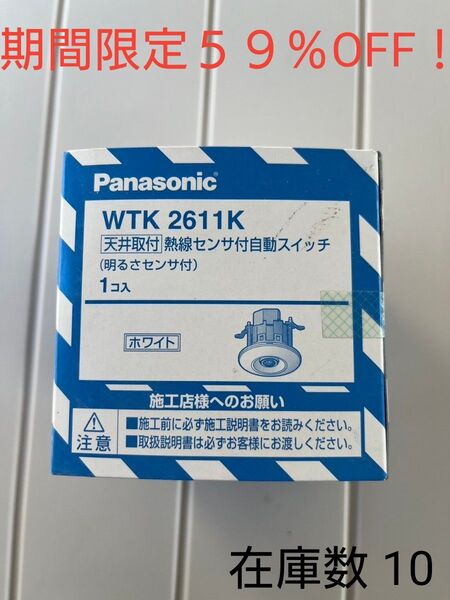 期間限定５９％OFF！
Panasonic
WTK 2611K
天井取付 熱線センサ付自動スイッチ
(明るさセンサ付)
1コ入
ホワイト
施工店様へのお願い
注意
■施工前に必ず施工説明書をお読みください。
■取扱説明書は必ずお客様にお渡しください。
在庫数 10